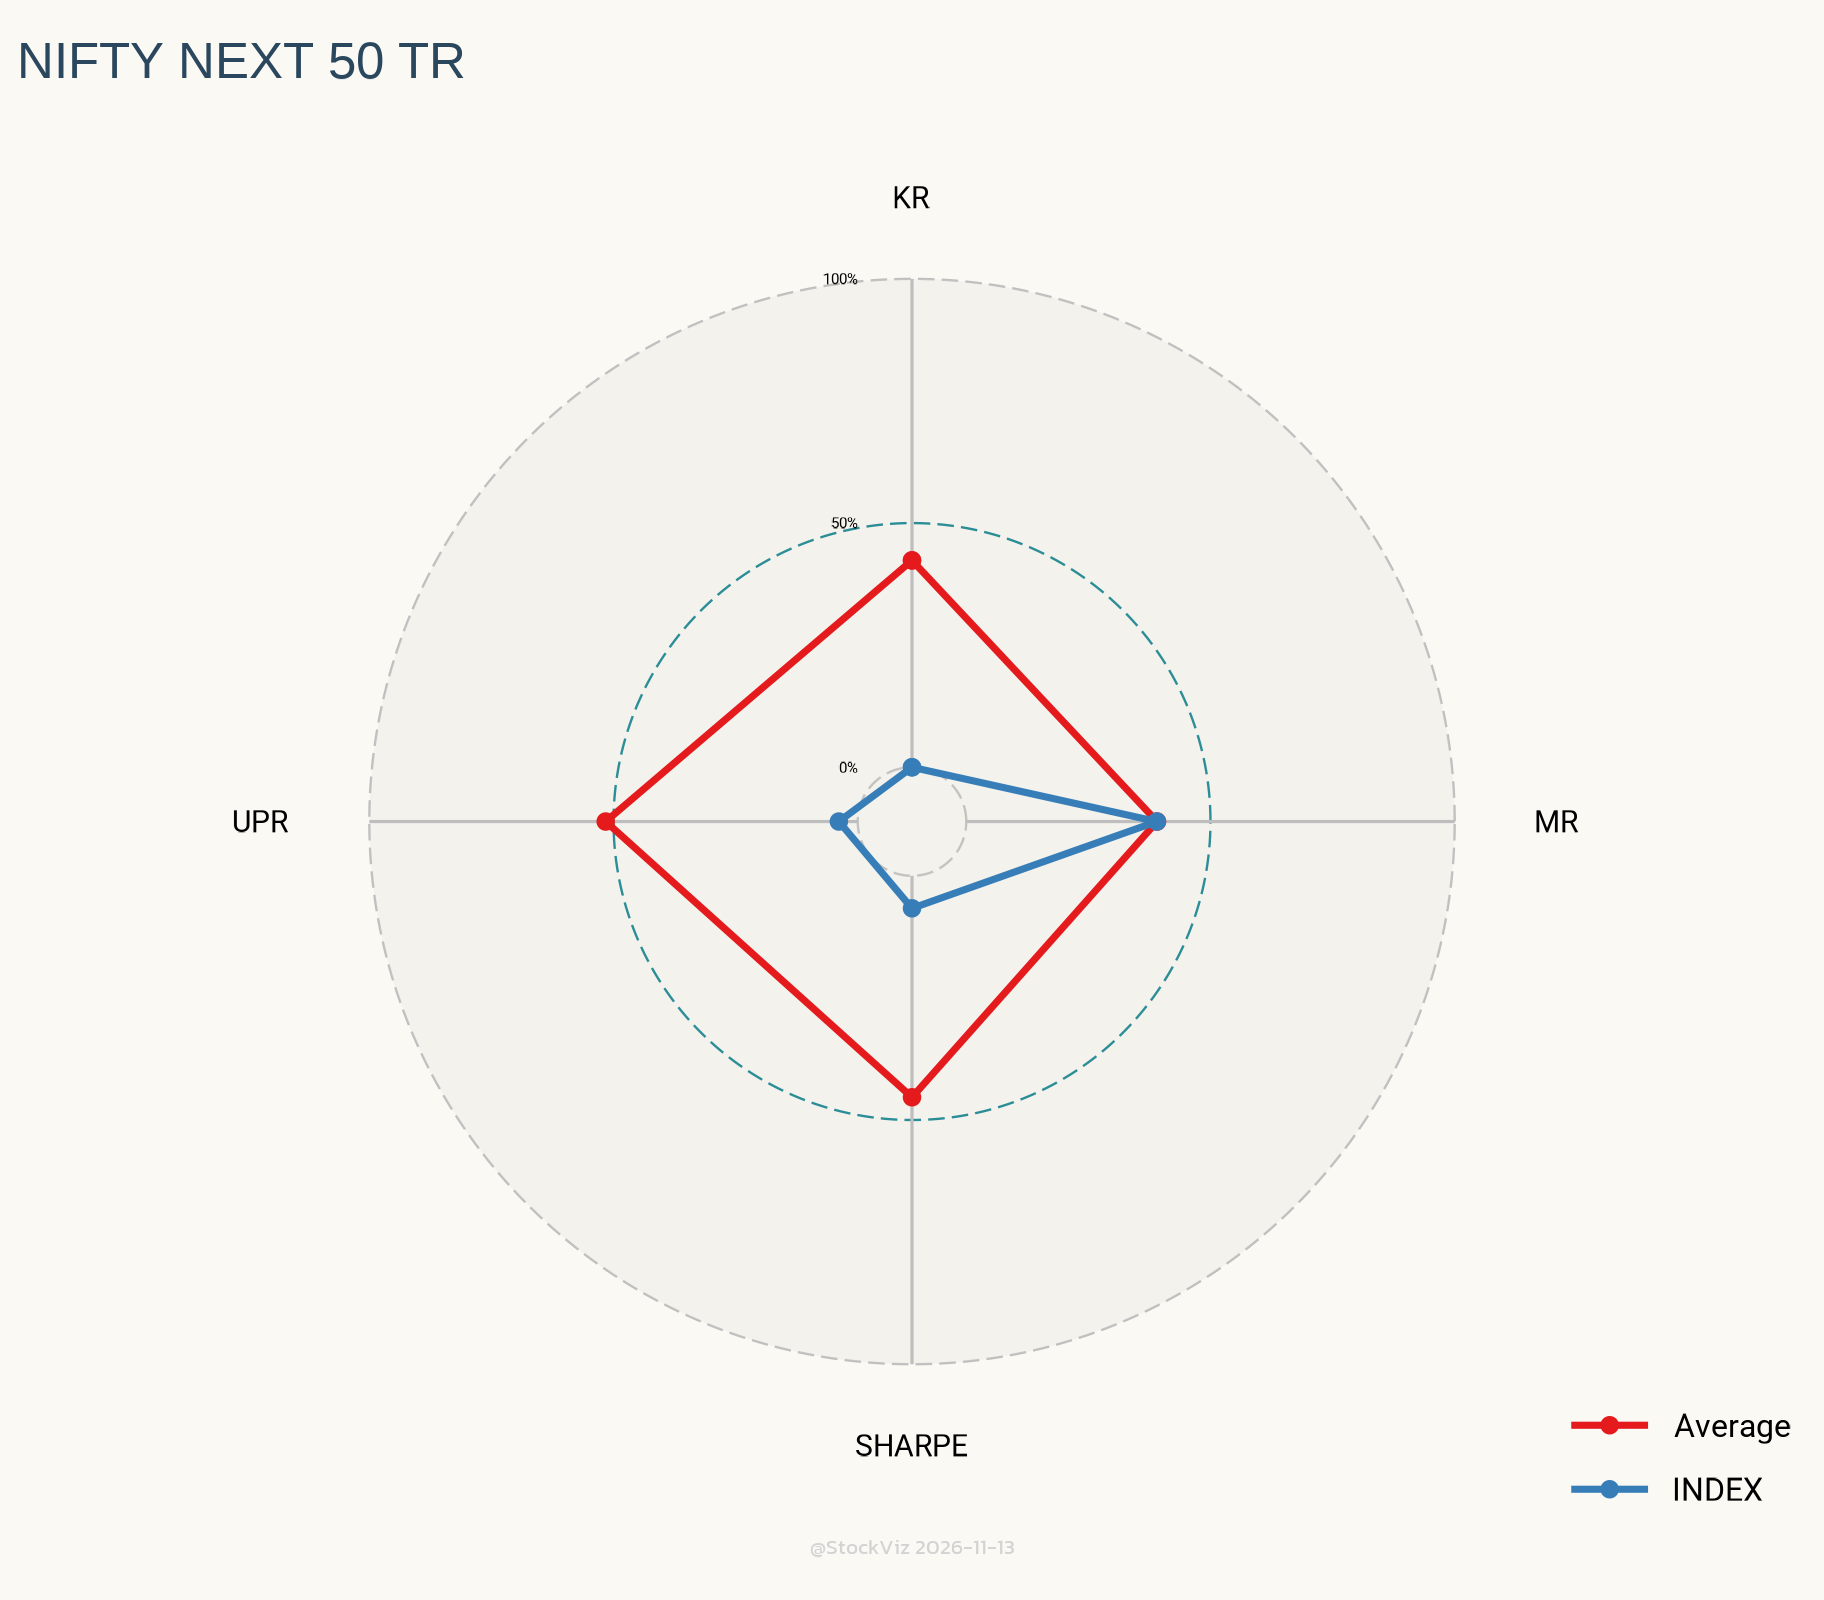 NIFTY NEXT 50 TR
KR
100%
50%
0%
UPR
MR
SHARPE
Average
INDEX
@StockViz 2026-11-13